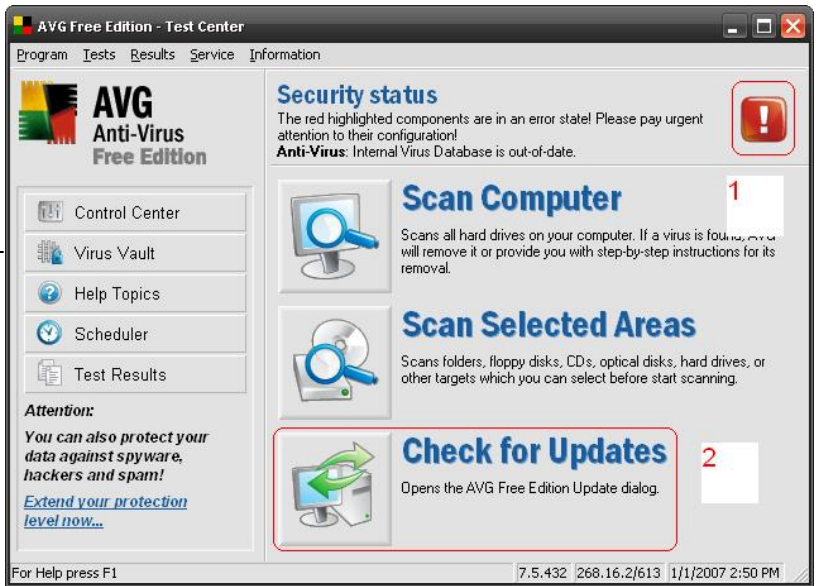 AVG Free Edition - Test Center
Program Tests Results Service Information
AVG
Anti-Virus
Free Edition
Control Center
Virus Vault
Help Topics
Scheduler
Test Results
Attention:
You can also protect your
data against spyware,
hackers and spam!
Extend your protection
level now...
Security status
The red highlighted components are in an error state! Please pay urgent
attention to their configuration!
Anti-Virus: Internal Virus Database is out-of-date.
!
1
Scan Computer
Scans all hard drives on your computer. If a virus is found, AVG
will remove it or provide you with step-by-step instructions for its
removal.
Scan Selected Areas
Scans folders, floppy disks, CDs, optical disks, hard drives, or
other targets which you can select before start scanning.
Check for Updates
Opens the AVG Free Edition Update dialog.
2
For Help press F1
7.5.432 268.16.2/613 1/1/2007 2:50 PM